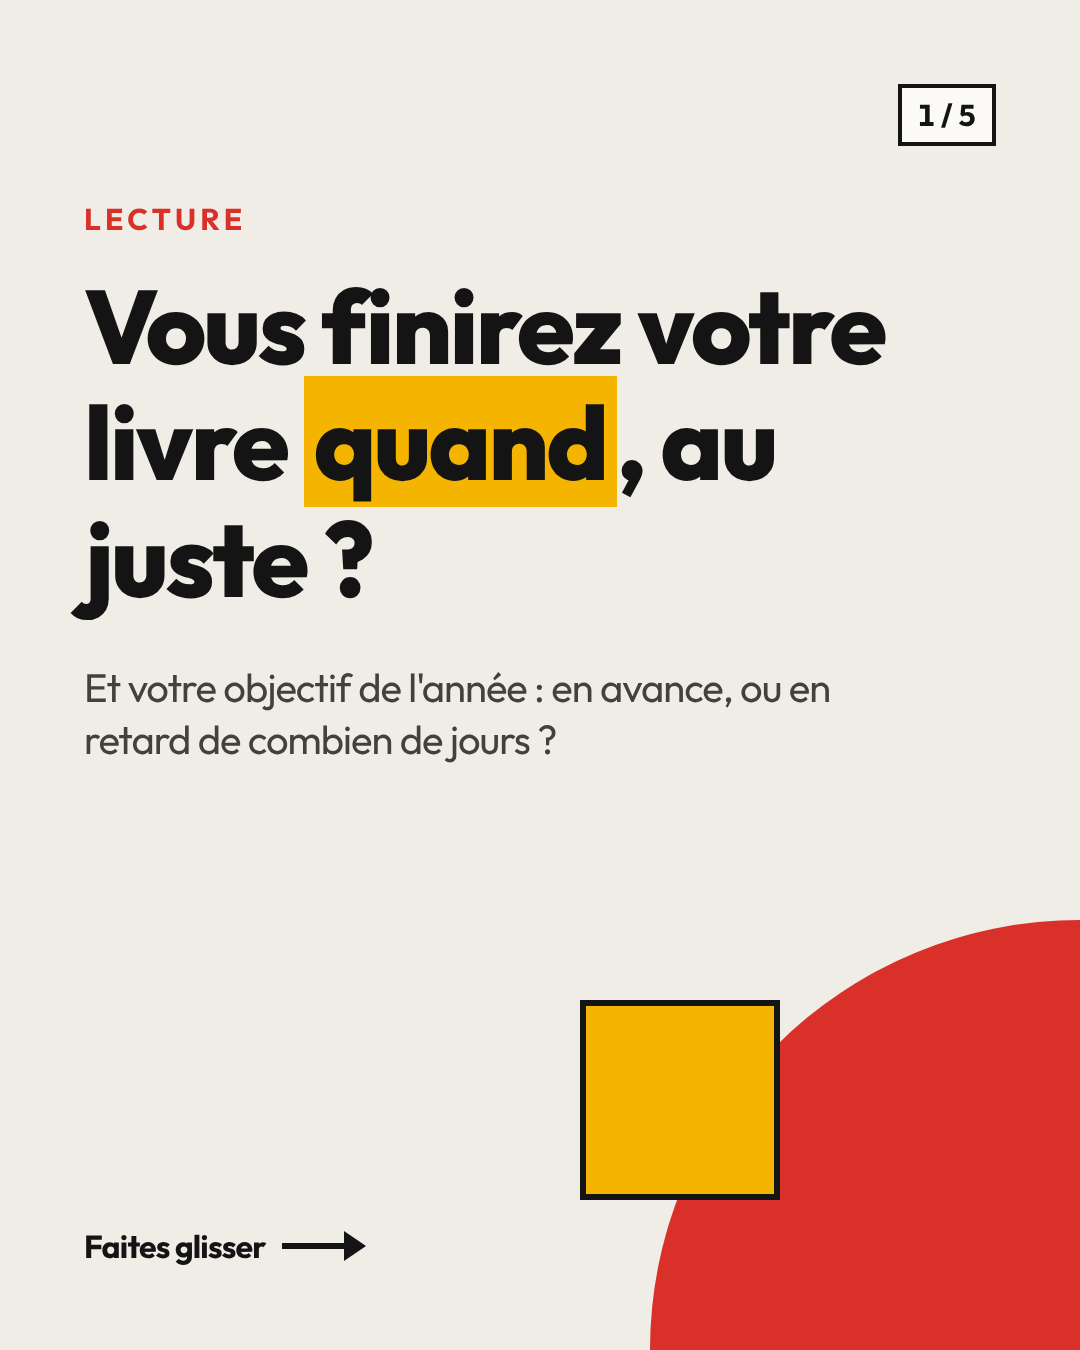 1/5
LECTURE
Vous finirez votre
livre quand, au
juste ?
Et votre objectif de l'année : en avance, ou en
retard de combien de jours ?
Faites glisser